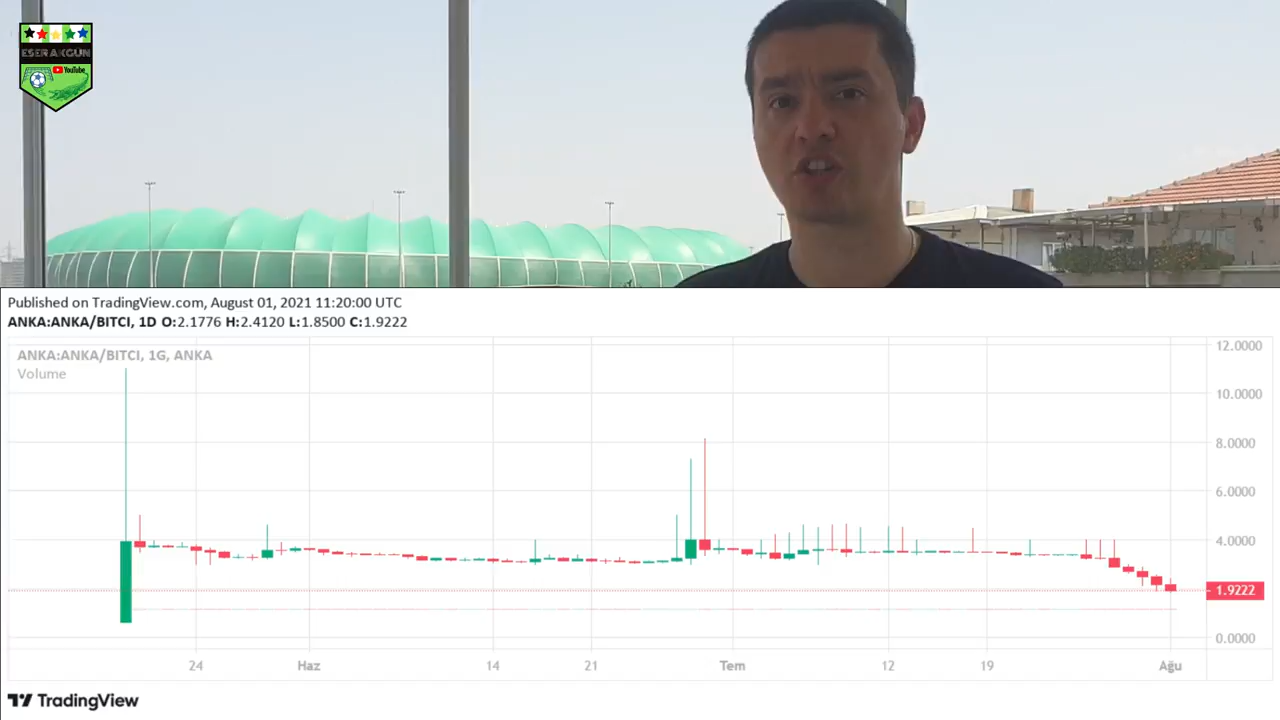 ESER AKGÜN
YouTube
Published on TradingView.com, August 01, 2021 11:20:00 UTC
ANKA:ANKA/BITCI, 1D O:2.1776 H:2.4120 L:1.8500 C:1.9222
ANKA:ANKA/BITCI, 1G, ANKA
Volume
12.0000
10.0000
8.0000
6.0000
4.0000
1.9222
0.0000
24 Haz 14 21 Tem 12 19 Ağu
TradingView